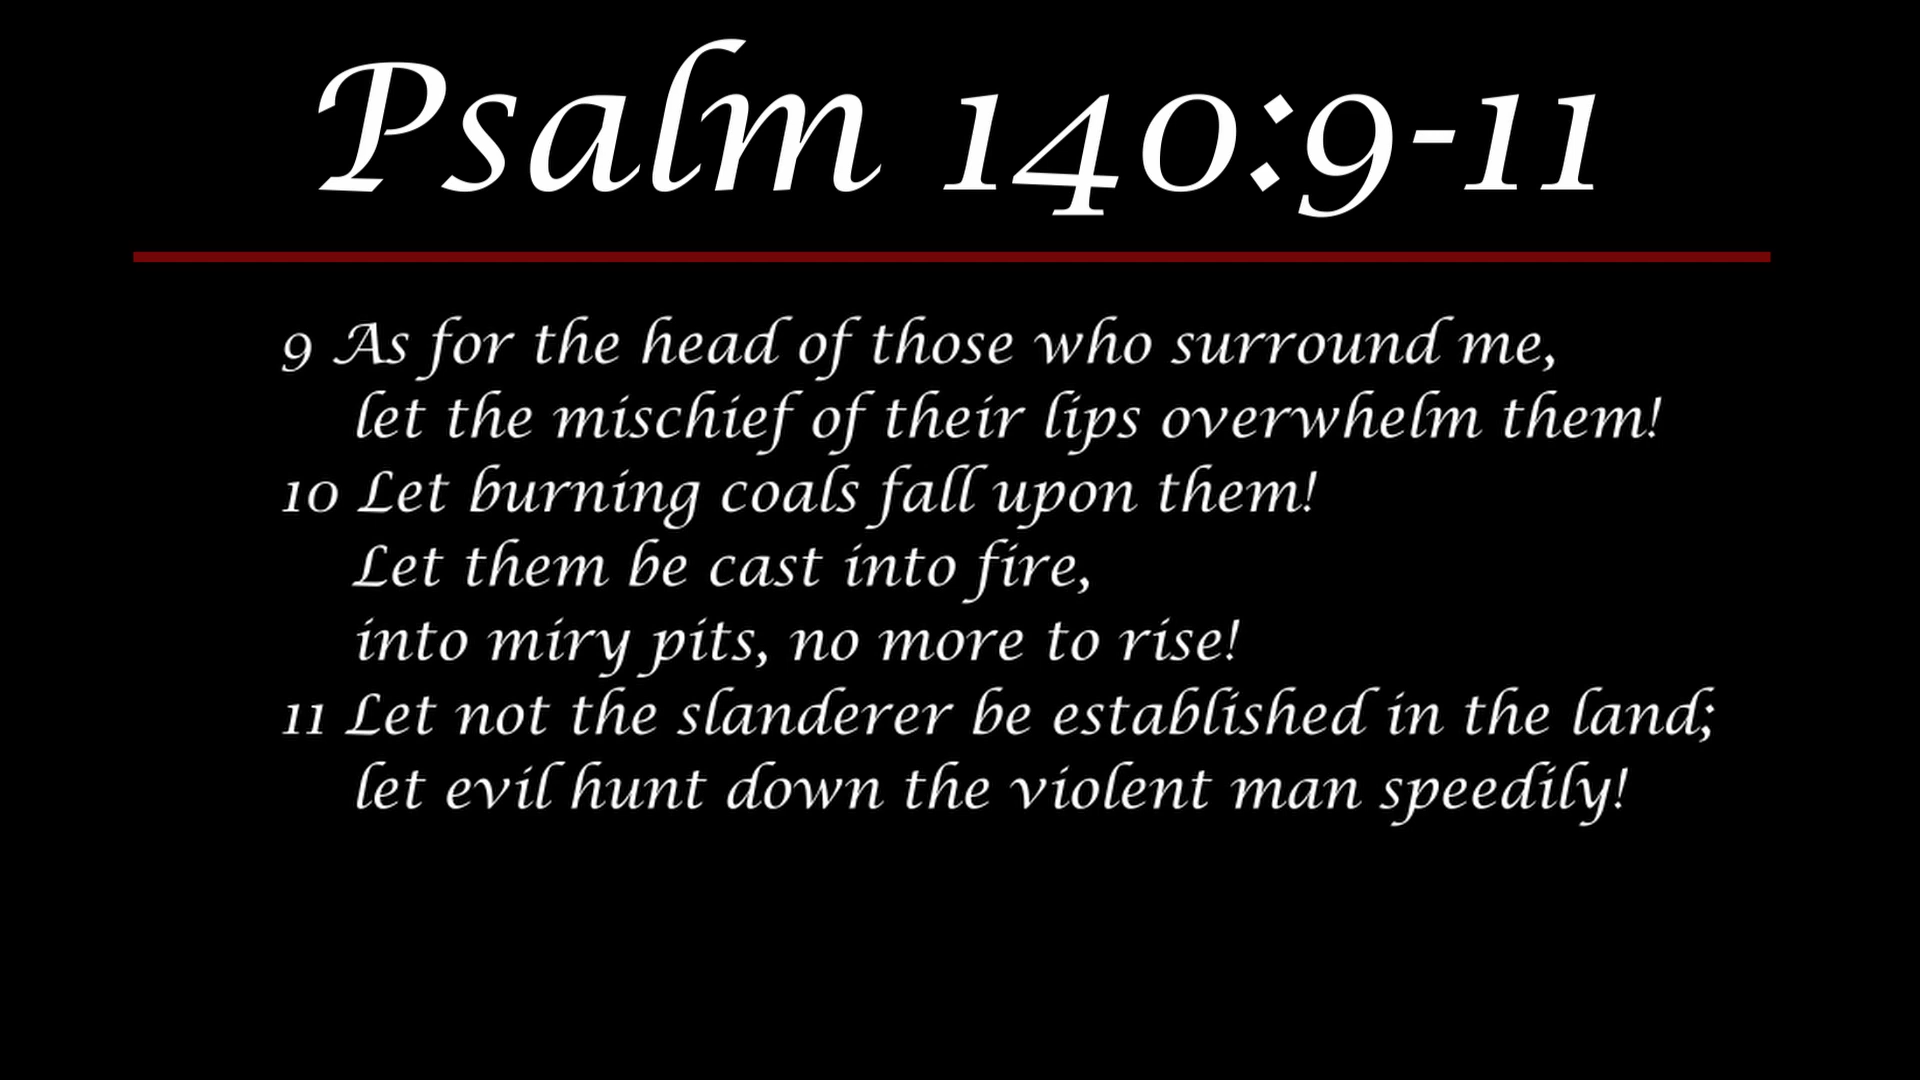 Psalm 140:9-11
9 As for the head of those who surround me,
let the mischief of their lips overwhelm them!
10 Let burning coals fall upon them!
Let them be cast into fire,
into miry pits, no more to rise!
11 Let not the slanderer be established in the land;
let evil hunt down the violent man speedily!